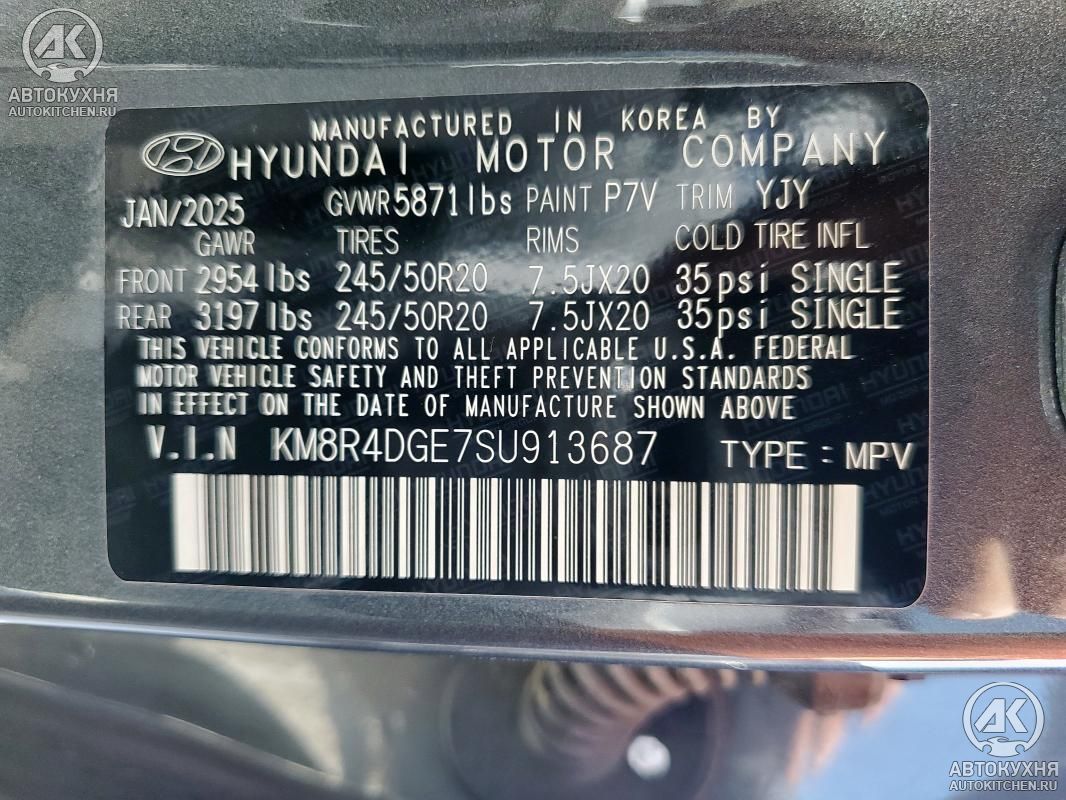 AK
АВТОКУХНЯ
AUTOKITCHEN.RU
MANUFACTURED IN KOREA BY
HYUNDAI MOTOR COMPANY
JAN/2025 GVWR 5871 lbs PAINT P7V TRIM YJY
GAWR TIRES RIMS COLD TIRE INFL
FRONT 2954 lbs 245/50R20 7.5JX20 35psi SINGLE
REAR 3197 lbs 245/50R20 7.5JX20 35psi SINGLE
THIS VEHICLE CONFORMS TO ALL APPLICABLE U.S.A. FEDERAL
MOTOR VEHICLE SAFETY AND THEFT PREVENTION STANDARDS
IN EFFECT ON THE DATE OF MANUFACTURE SHOWN ABOVE
V.I.N KM8R4DGE7SU913687 TYPE : MPV
AK
АВТОКУХНЯ
AUTOKITCHEN.RU